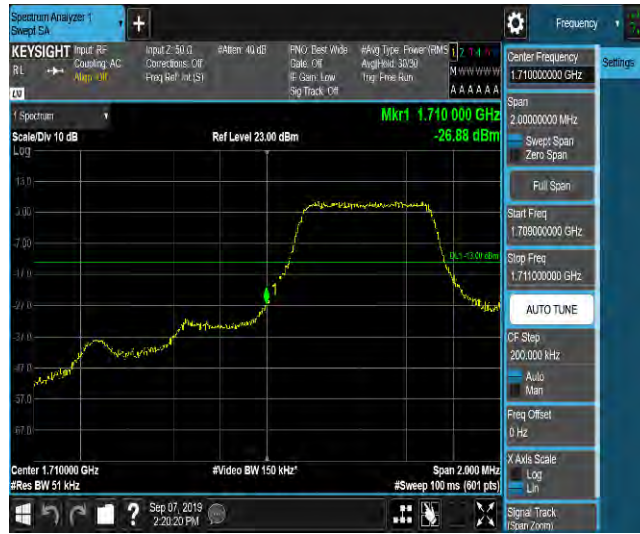 Spectrum Analyzer 1
Swept SA
Frequency
KEYSIGHT Input: RF
RL
Coupling: AC
Align: Off
Input Z: 50 Ω
Corrections: Off
Freq Ref: Int (S)
#Atten: 40 dB
PNO: Best Wide
Gate: Off
IF Gain: Low
Sig Track: Off
#Avg Type: Power (RMS
Avg|Hold: 30/30
Trig: Free Run
M W W W W W
A A A A A A
LXI
1 Spectrum
Scale/Div 10 dB
Ref Level 23.00 dBm
Mkr1 1.710 000 GHz
-26.88 dBm
Log
13.0
3.00
-7.00
-17.0
-27.0
-37.0
-47.0
-57.0
-67.0
DL1 -13.00 dBm
1
Center 1.710000 GHz
#Video BW 150 kHz*
Span 2.000 MHz
#Res BW 51 kHz
#Sweep 100 ms (601 pts)
Sep 07, 2019
2:20:20 PM
Center Frequency
1.710000000 GHz
Settings
Span
2.00000000 MHz
Swept Span
Zero Span
Full Span
Start Freq
1.709000000 GHz
Stop Freq
1.711000000 GHz
AUTO TUNE
CF Step
200.000 kHz
Auto
Man
Freq Offset
0 Hz
X Axis Scale
Log
Lin
Signal Track
(Span Zoom)